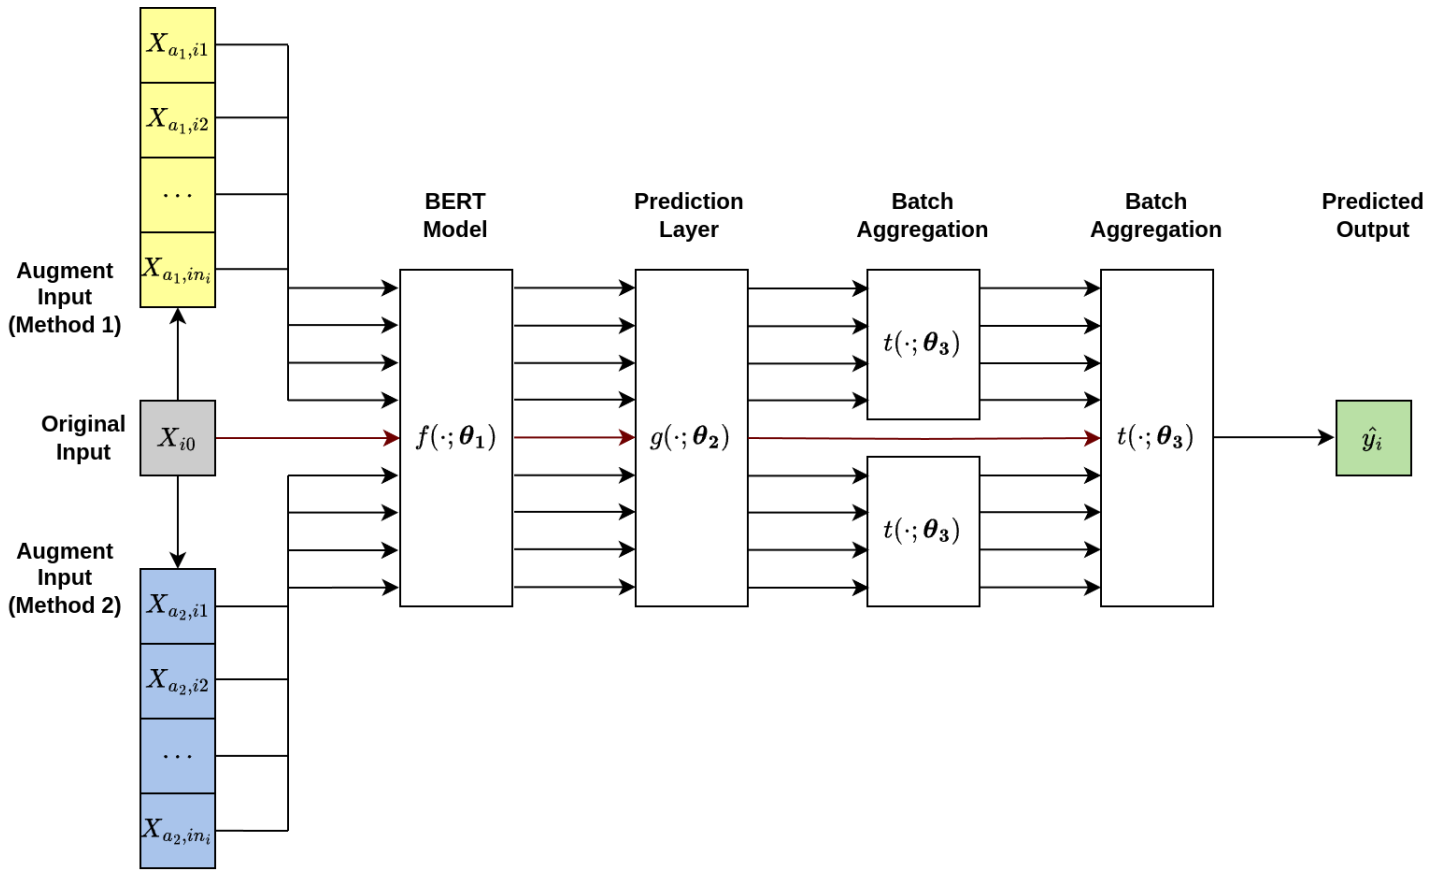 X_{a_1,i1}
X_{a_1,i2}
...
X_{a_1,in_i}
Augment
Input
(Method 1)
Original
Input
X_{i0}
Augment
Input
(Method 2)
X_{a_2,i1}
X_{a_2,i2}
...
X_{a_2,in_i}
BERT
Model
f(·; θ_1)
Prediction
Layer
g(·; θ_2)
Batch
Aggregation
t(·; θ_3)
t(·; θ_3)
Batch
Aggregation
t(·; θ_3)
Predicted
Output
\hat{y_i}